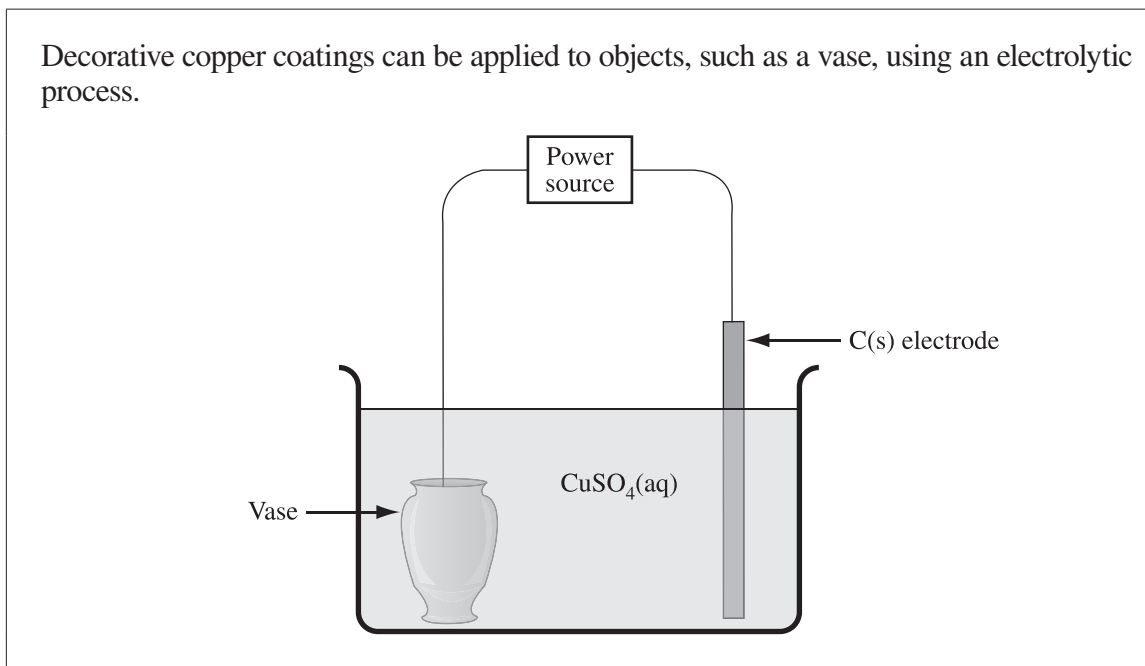 Decorative copper coatings can be applied to objects, such as a vase, using an electrolytic
process.
Power
source
C(s) electrode
CuSO₄(aq)
Vase